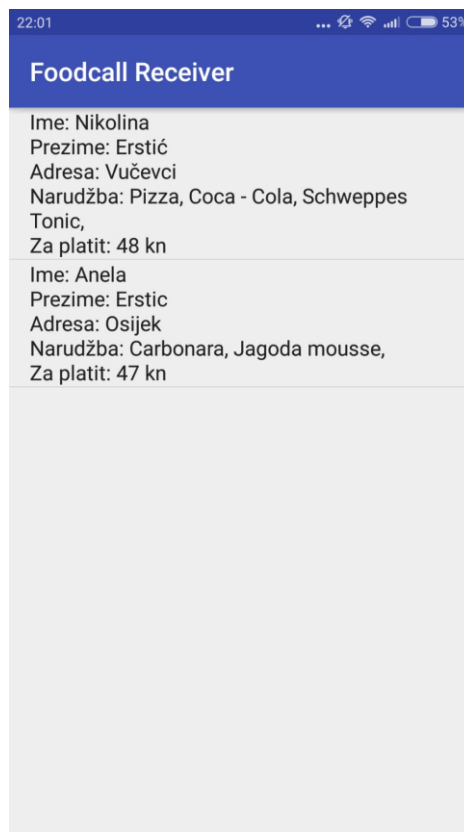 22:01 ... 53%
Foodcall Receiver
Ime: Nikolina
Prezime: Erstić
Adresa: Vučevci
Narudžba: Pizza, Coca - Cola, Schweppes
Tonic,
Za platit: 48 kn
Ime: Anela
Prezime: Erstic
Adresa: Osijek
Narudžba: Carbonara, Jagoda mousse,
Za platit: 47 kn